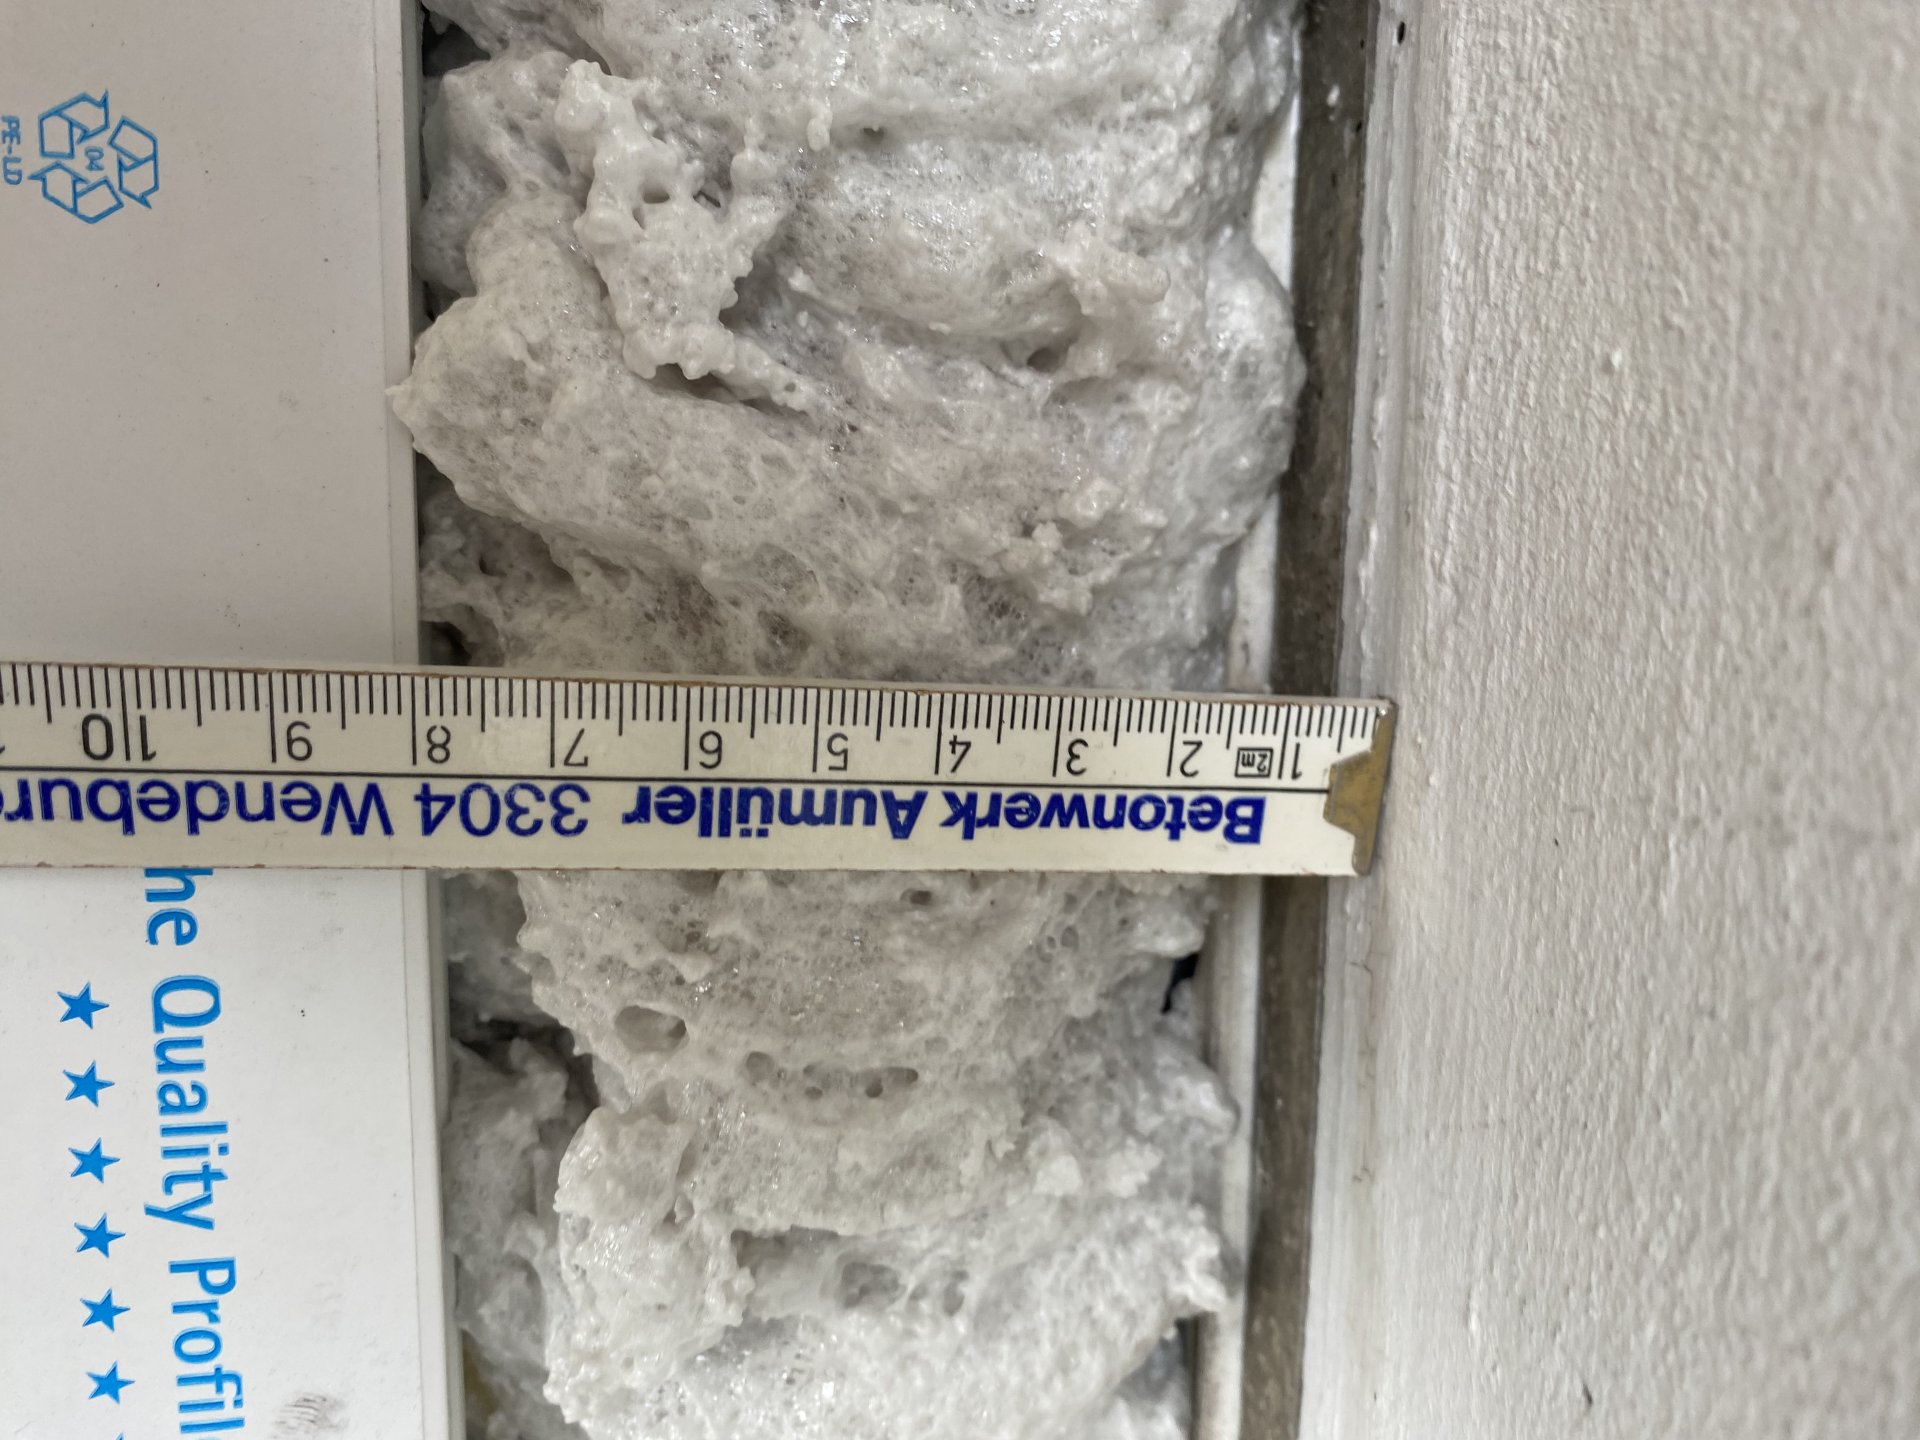 04
PE-LD
1 2m 2 3 4 5 6 7 8 9 10
Betonwerk Aumüller 3304 Wendebur
he Quality Profil